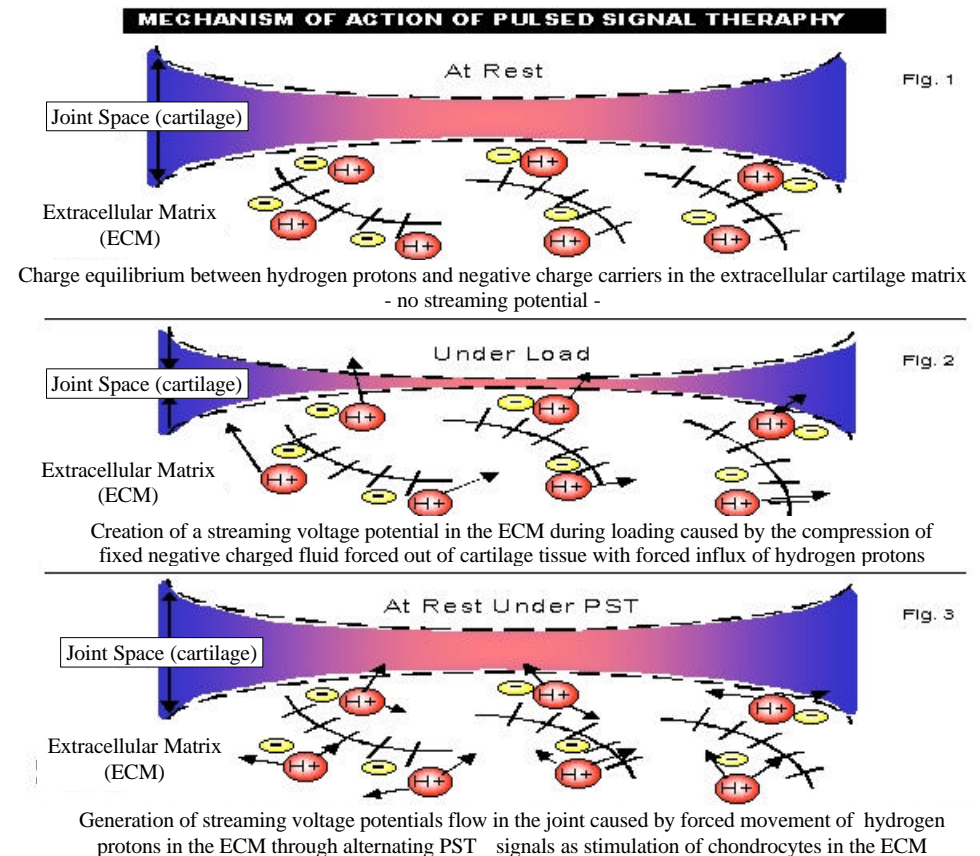 MECHANISM OF ACTION OF PULSED SIGNAL THERAPHY
At Rest
Fig. 1
Joint Space (cartilage)
- H+
- H+
- H+
Extracellular Matrix
(ECM)
- H+
- H+
- H+
- H+
- H+
Charge equilibrium between hydrogen protons and negative charge carriers in the extracellular cartilage matrix
- no streaming potential -
Under Load
Fig. 2
Joint Space (cartilage)
- H+
- H+
- H+
Extracellular Matrix
(ECM)
- H+
- H+
- H+
- H+
Creation of a streaming voltage potential in the ECM during loading caused by the compression of
fixed negative charged fluid forced out of cartilage tissue with forced influx of hydrogen protons
At Rest Under PST
Fig. 3
Joint Space (cartilage)
- H+
- H+
- H+
Extracellular Matrix
(ECM)
- H+
- H+
- H+
- H+
Generation of streaming voltage potentials flow in the joint caused by forced movement of hydrogen
protons in the ECM through alternating PST signals as stimulation of chondrocytes in the ECM